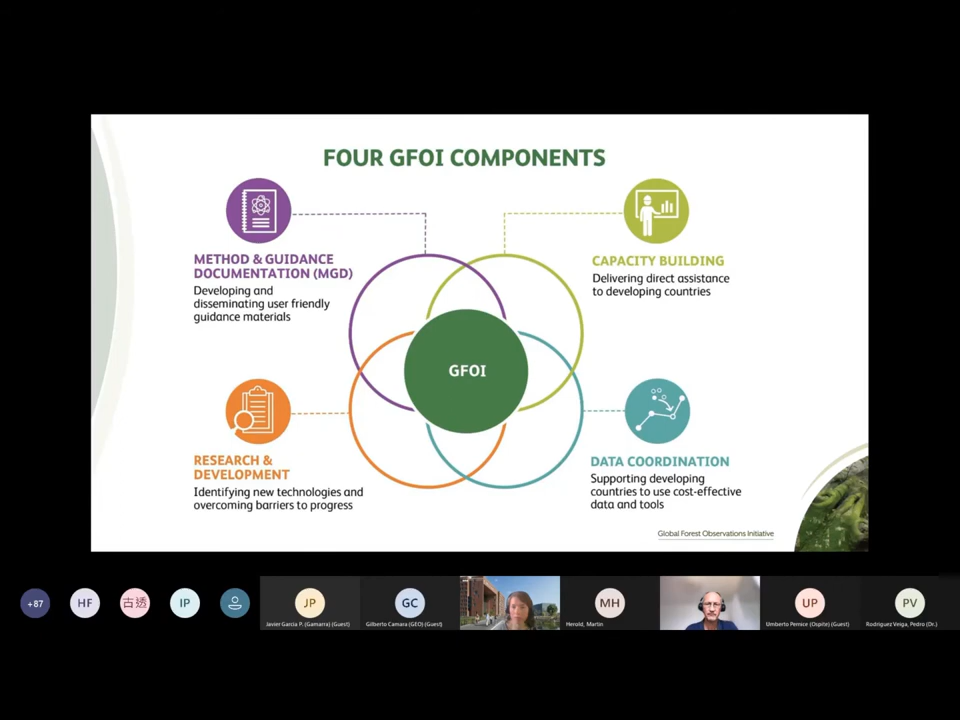 FOUR GFOI COMPONENTS
METHOD & GUIDANCE
DOCUMENTATION (MGD)
Developing and
disseminating user friendly
guidance materials
CAPACITY BUILDING
Delivering direct assistance
to developing countries
GFOI
RESEARCH &
DEVELOPMENT
Identifying new technologies and
overcoming barriers to progress
DATA COORDINATION
Supporting developing
countries to use cost-effective
data and tools
Global Forest Observations Initiative
+87
HF
古透
IP
JP
GC
MH
UP
PV
Javier Garcia P. (Gamarra) (Guest)
Gilberto Camara (GEO) (Guest)
Herold, Martin
Umberto Pernice (Ospite) (Guest)
Rodriguez Veiga, Pedro (Dr.)